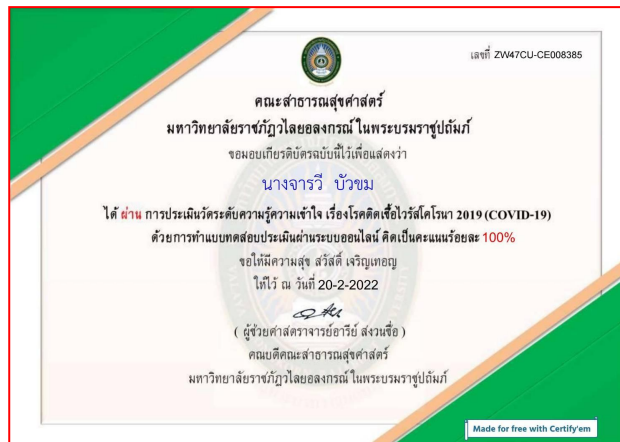 เลขที่ ZW47CU-CE008385
คณะสาธารณสุขศาสตร์
มหาวิทยาลัยราชภัฏวไลยอลงกรณ์ ในพระบรมราชูปถัมภ์
ขอมอบเกียรติบัตรฉบับนี้ไว้เพื่อแสดงว่า
นางจารวี บัวขม
ได้ ผ่าน การประเมินวัดระดับความรู้ความเข้าใจ เรื่องโรคติดเชื้อไวรัสโคโรนา 2019 (COVID-19)
ด้วยการทำแบบทดสอบประเมินผ่านระบบออนไลน์ คิดเป็นคะแนนร้อยละ 100%
ขอให้มีความสุข สวัสดิ์ เจริญเทอญ
ให้ไว้ ณ วันที่ 20-2-2022
( ผู้ช่วยศาสตราจารย์อารีย์ สงวนชื่อ )
คณบดีคณะสาธารณสุขศาสตร์
มหาวิทยาลัยราชภัฏวไลยอลงกรณ์ ในพระบรมราชูปถัมภ์
Made for free with Certify'em